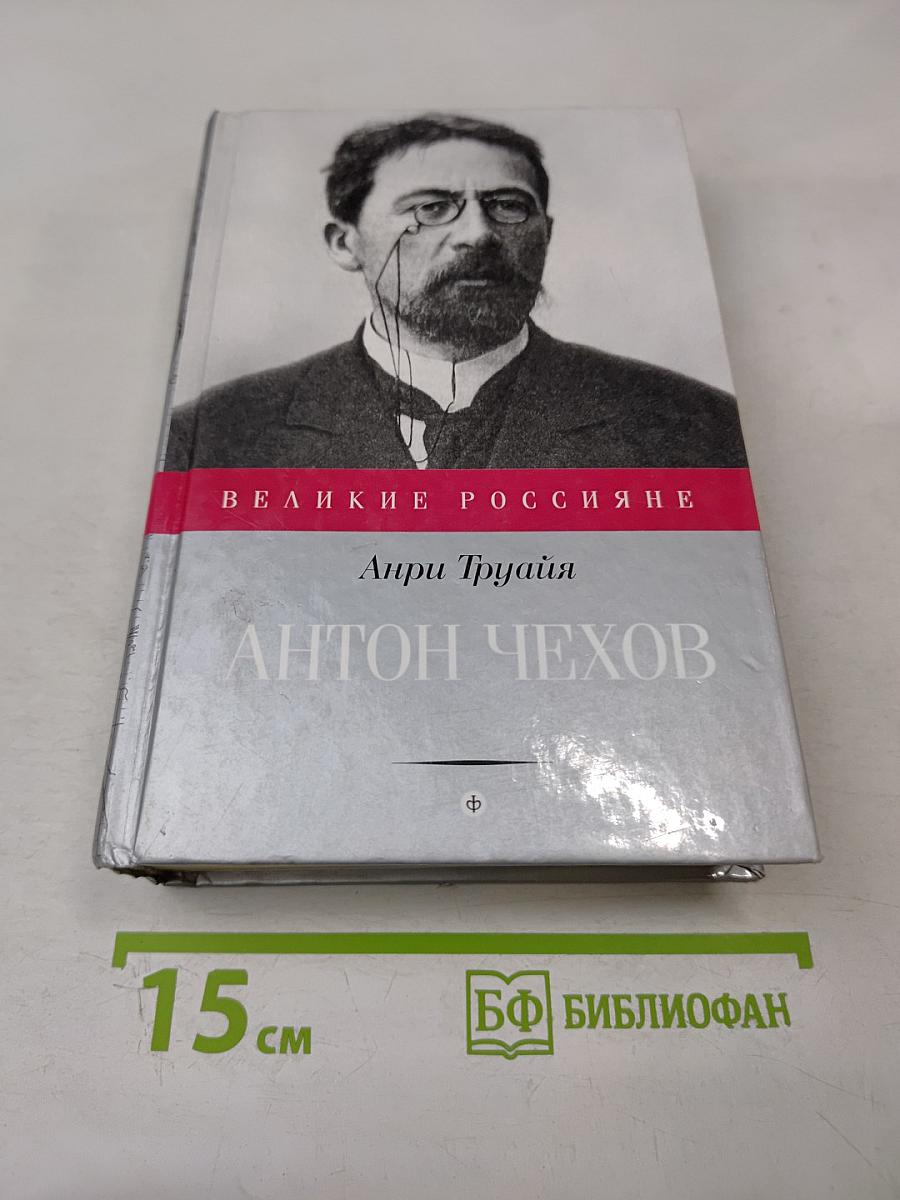 ВЕЛИКИЕ РОССИЯНЕ
Анри Труайя
АНТОН ЧЕХОВ
Ф
15 см
БФ БИБЛИОФАН